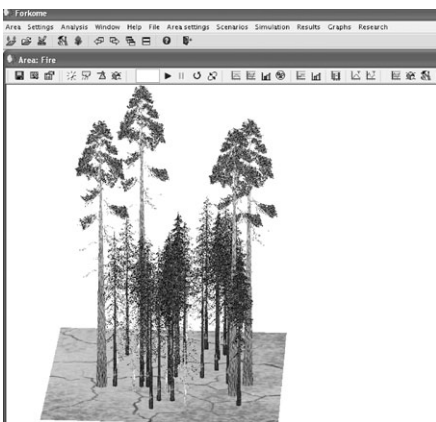 Forkome
Area Settings Analysis Window Help File Area settings Scenarios Simulation Results Graphs Research
Area: Fire